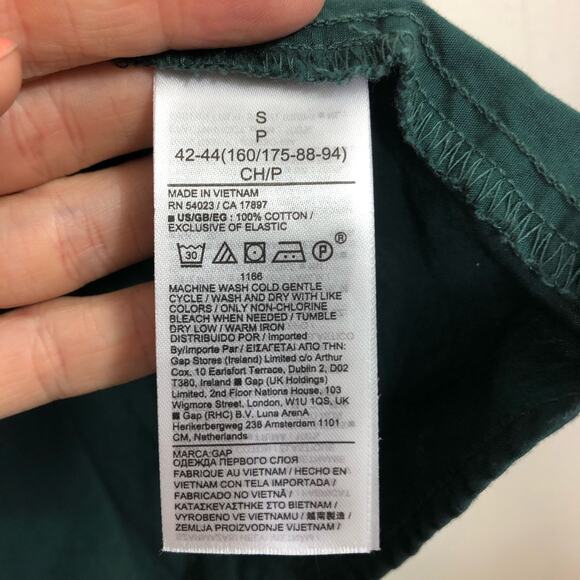 S
P
42-44(160/175-88-94)
CH/P
MADE IN VIETNAM
RN 54023 / CA 17897
■ US/GB/EG : 100% COTTON /
EXCLUSIVE OF ELASTIC
30 P ®
1166
MACHINE WASH COLD GENTLE
CYCLE / WASH AND DRY WITH LIKE
COLORS / ONLY NON-CHLORINE
BLEACH WHEN NEEDED / TUMBLE
DRY LOW / WARM IRON
DISTRIBUIDO POR / imported
By/Importe Par / ΕΙΣΑΓΕΤΑΙ ΑΠΟ ΤΗΝ:
Gap Stores (Ireland) Limited c/o Arthur
Cox, 10 Earlsfort Terrace, Dublin 2, D02
T380, Ireland ■ Gap (UK Holdings)
Limited, 2nd Floor Nations House, 103
Wigmore Street, London, W1U 1QS, UK
■ Gap (RHC) B.V. Luna ArenA
Herikerbergweg 238 Amsterdam 1101
CM, Netherlands
МАРСА:GAP
ОДЕЖДА ПЕРВОГО СЛОЯ
FABRIQUE AU VIETNAM / HECHO EN
VIETNAM CON TELA IMPORTADA /
FABRICADO NO VIETNÃ /
ΚΑΤΑΣΚΕΥΑΣΤΗΚΕ ΣΤΟ ΒΙΕΤΝΑΜ /
VYROBENO VE VIETNAMU / 越南製造 /
ZEMLJA PROIZVODNJE VIJETNAM /